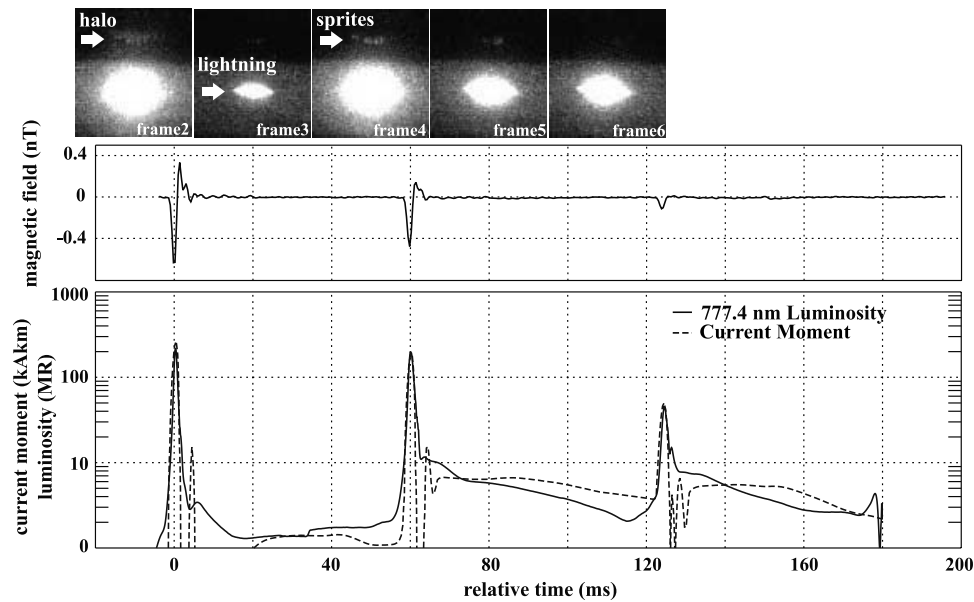 halo
lightning
sprites
frame2
frame3
frame4
frame5
frame6
magnetic field (nT)
0.4
0
-0.4
current moment (kAkm)
luminosity (MR)
1000
100
10
0
777.4 nm Luminosity
Current Moment
0 40 80 120 160 200
relative time (ms)